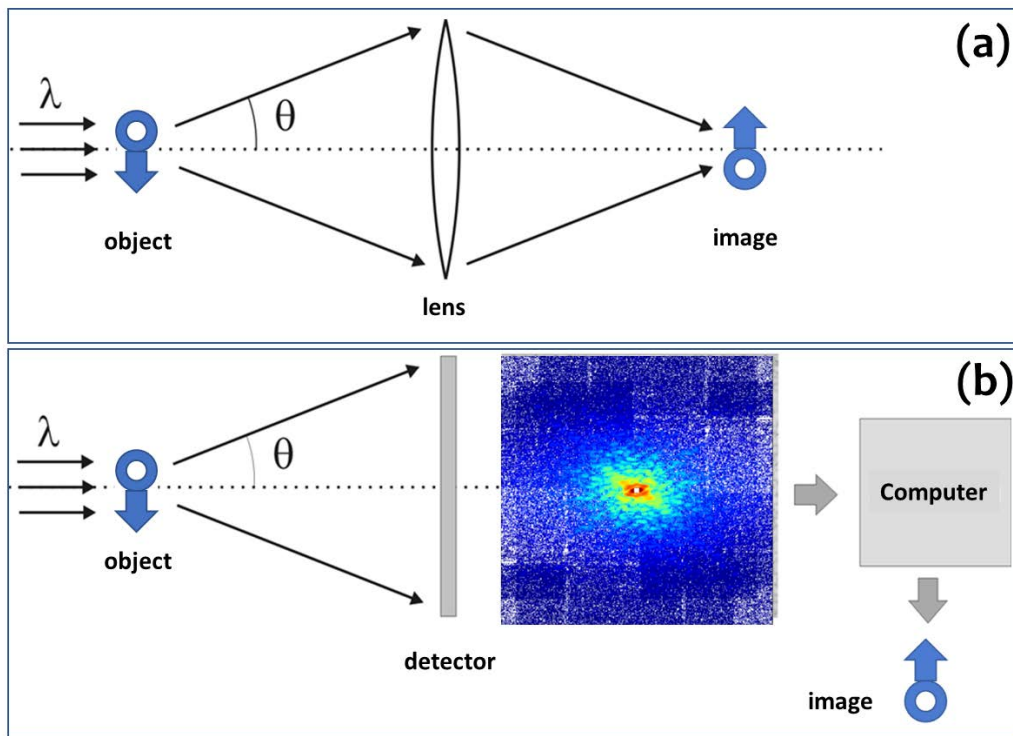 (a)
λ
θ
object
image
lens
(b)
λ
θ
Computer
object
detector
image